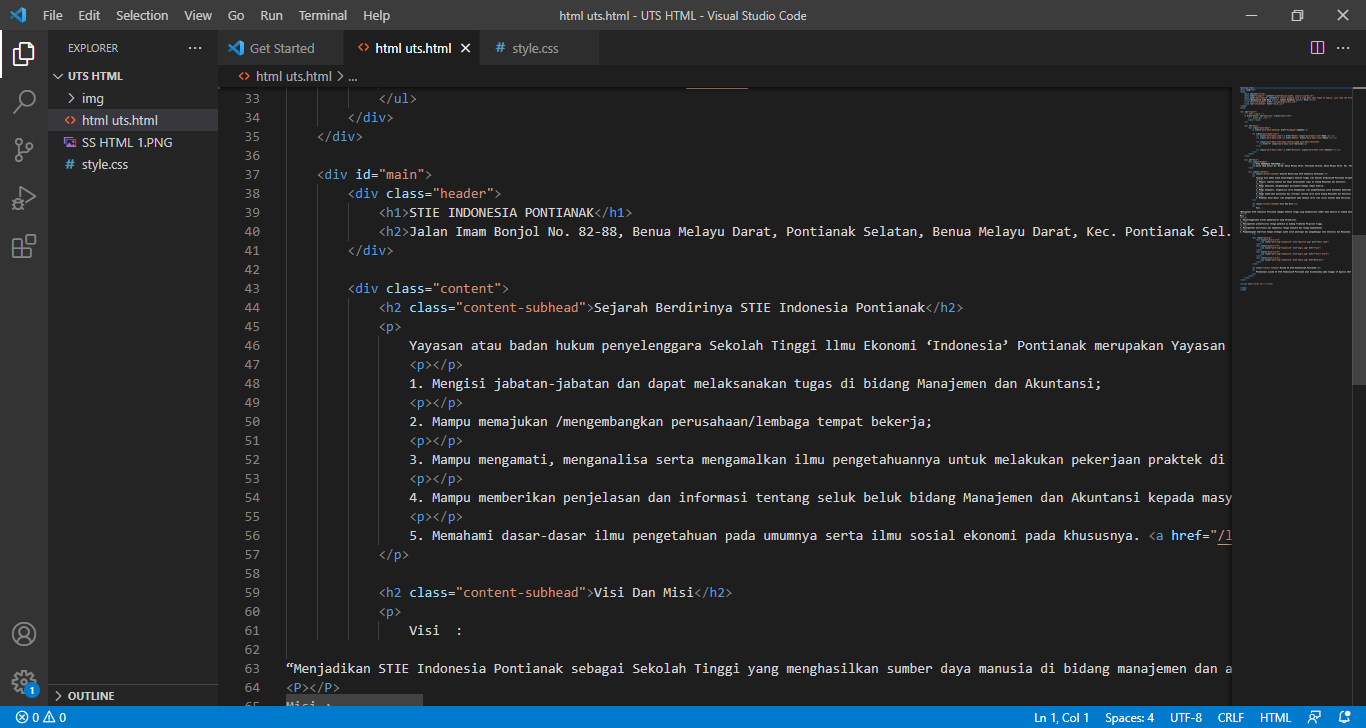 File Edit Selection View Go Run Terminal Help
html uts.html - UTS HTML - Visual Studio Code
EXPLORER
UTS HTML
img
html uts.html
SS HTML 1.PNG
style.css
OUTLINE
Get Started
html uts.html
style.css
html uts.html > ...
33 </ul>
34 </div>
35 </div>
36
37 <div id="main">
38 <div class="header">
39 <h1>STIE INDONESIA PONTIANAK</h1>
40 <h2>Jalan Imam Bonjol No. 82-88, Benua Melayu Darat, Pontianak Selatan, Benua Melayu Darat, Kec. Pontianak Sel.
41 </div>
42
43 <div class="content">
44 <h2 class="content-subhead">Sejarah Berdirinya STIE Indonesia Pontianak</h2>
45 <p>
46 Yayasan atau badan hukum penyelenggara Sekolah Tinggi llmu Ekonomi ‘Indonesia’ Pontianak merupakan Yayasan
47 <p></p>
48 1. Mengisi jabatan-jabatan dan dapat melaksanakan tugas di bidang Manajemen dan Akuntansi;
49 <p></p>
50 2. Mampu memajukan /mengembangkan perusahaan/lembaga tempat bekerja;
51 <p></p>
52 3. Mampu mengamati, menganalisa serta mengamalkan ilmu pengetahuannya untuk melakukan pekerjaan praktek di
53 <p></p>
54 4. Mampu memberikan penjelasan dan informasi tentang seluk beluk bidang Manajemen dan Akuntansi kepada masy
55 <p></p>
56 5. Memahami dasar-dasar ilmu pengetahuan pada umumnya serta ilmu sosial ekonomi pada khususnya. <a href="/l
57 </p>
58
59 <h2 class="content-subhead">Visi Dan Misi</h2>
60 <p>
61 Visi  :
62
63 “Menjadikan STIE Indonesia Pontianak sebagai Sekolah Tinggi yang menghasilkan sumber daya manusia di bidang manajemen dan a
64 <P></P>
65 Misi :
1
0 0
Ln 1, Col 1 Spaces: 4 UTF-8 CRLF HTML